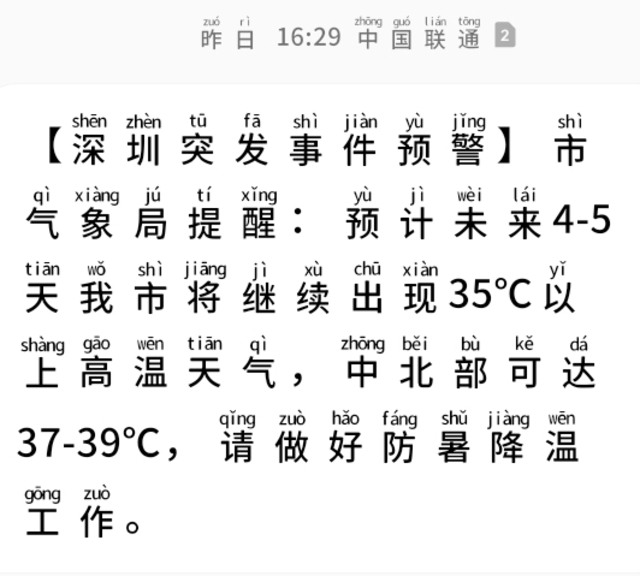 zuó rì zhōng guó lián tōng
昨日 16:29 中国联通 2
shēn zhèn tū fā shì jiàn yù jǐng shì
【深圳突发事件预警】市
qì xiàng jú tí xǐng yù jì wèi lái
气象局提醒：预计未来4-5
tiān wǒ shì jiāng jì xù chū xiàn yǐ
天我市将继续出现35°C以
shàng gāo wēn tiān qì zhōng běi bù kě dá
上高温天气，中北部可达
qǐng zuò hǎo fáng shǔ jiàng wēn
37-39°C，请做好防暑降温
gōng zuò
工作。